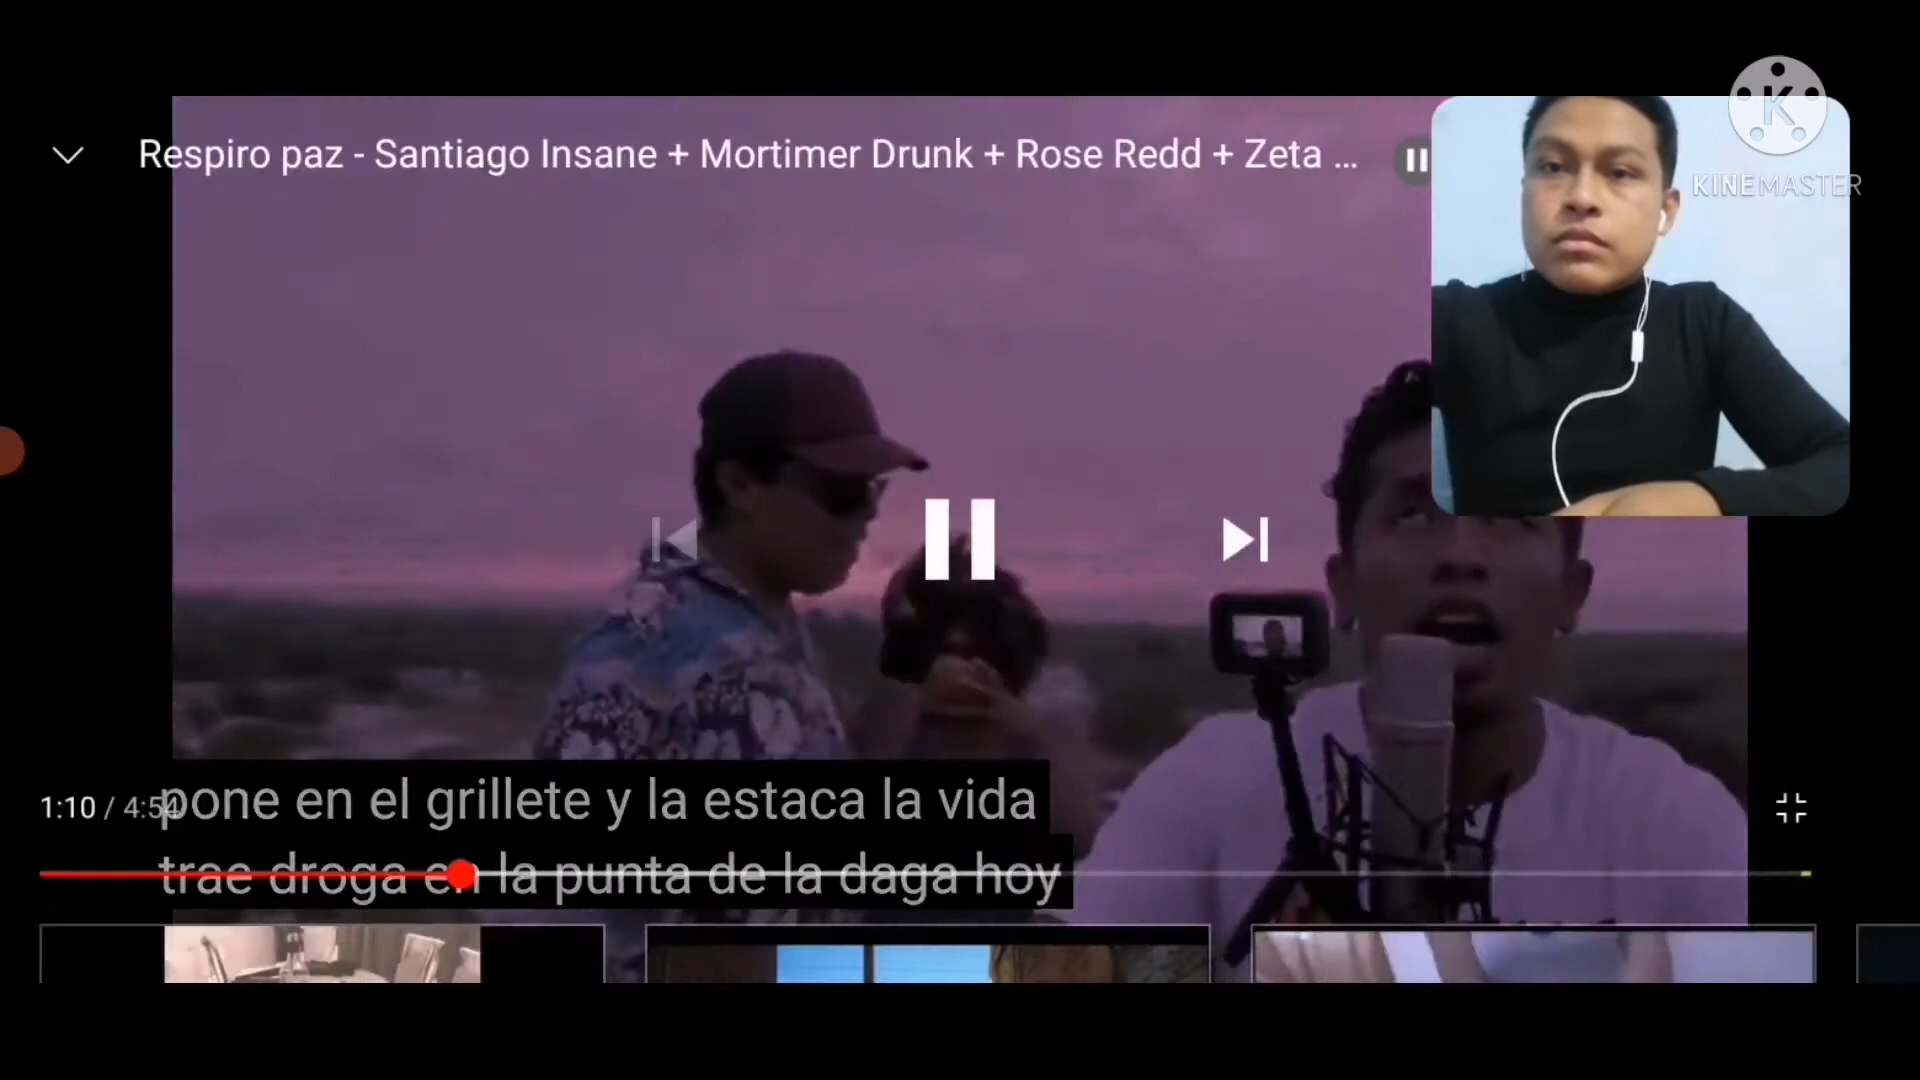 Respiro paz - Santiago Insane + Mortimer Drunk + Rose Redd + Zeta ...
K
KINEMASTER
pone en el grillete y la estaca la vida
1:10 / 4:54
trae droga en la punta de la daga hoy